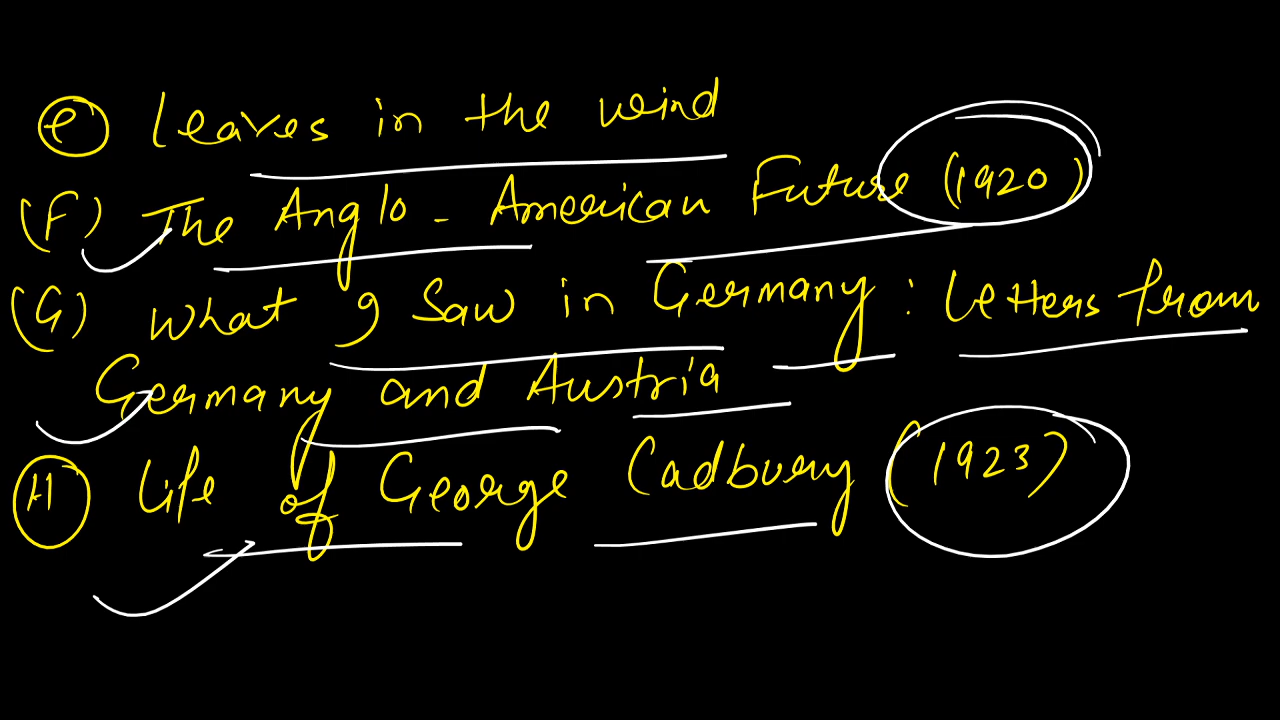 (e) Leaves in the wind
(F) The Anglo - American Future (1920)
(G) What I Saw in Germany : Letters from
Germany and Austria
(H) Life of George Cadbury (1923)